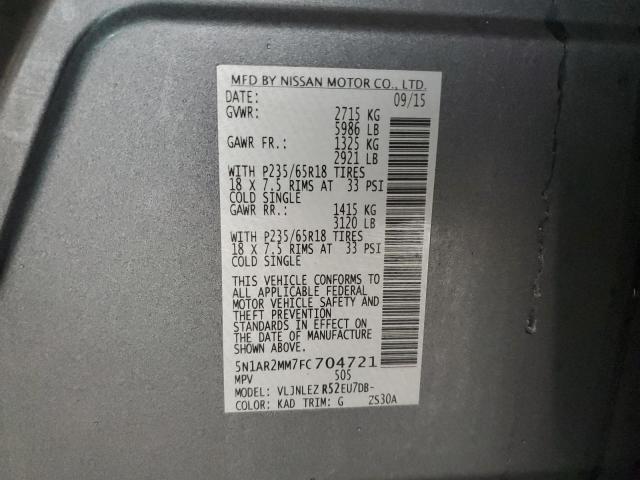 MFD BY NISSAN MOTOR CO., LTD.
DATE: 09/15
GVWR: 2715 KG
5986 LB
GAWR FR.: 1325 KG
2921 LB
WITH P235/65R18 TIRES
18 X 7.5 RIMS AT 33 PSI
COLD SINGLE
GAWR RR.: 1415 KG
3120 LB
WITH P235/65R18 TIRES
18 X 7.5 RIMS AT 33 PSI
COLD SINGLE
THIS VEHICLE CONFORMS TO
ALL APPLICABLE FEDERAL
MOTOR VEHICLE SAFETY AND
THEFT PREVENTION
STANDARDS IN EFFECT ON
THE DATE OF MANUFACTURE
SHOWN ABOVE.
5N1AR2MM7FC704721
MPV 505
MODEL: VLJNLEZ R52EU7DB-
COLOR: KAD TRIM: G ZS30A